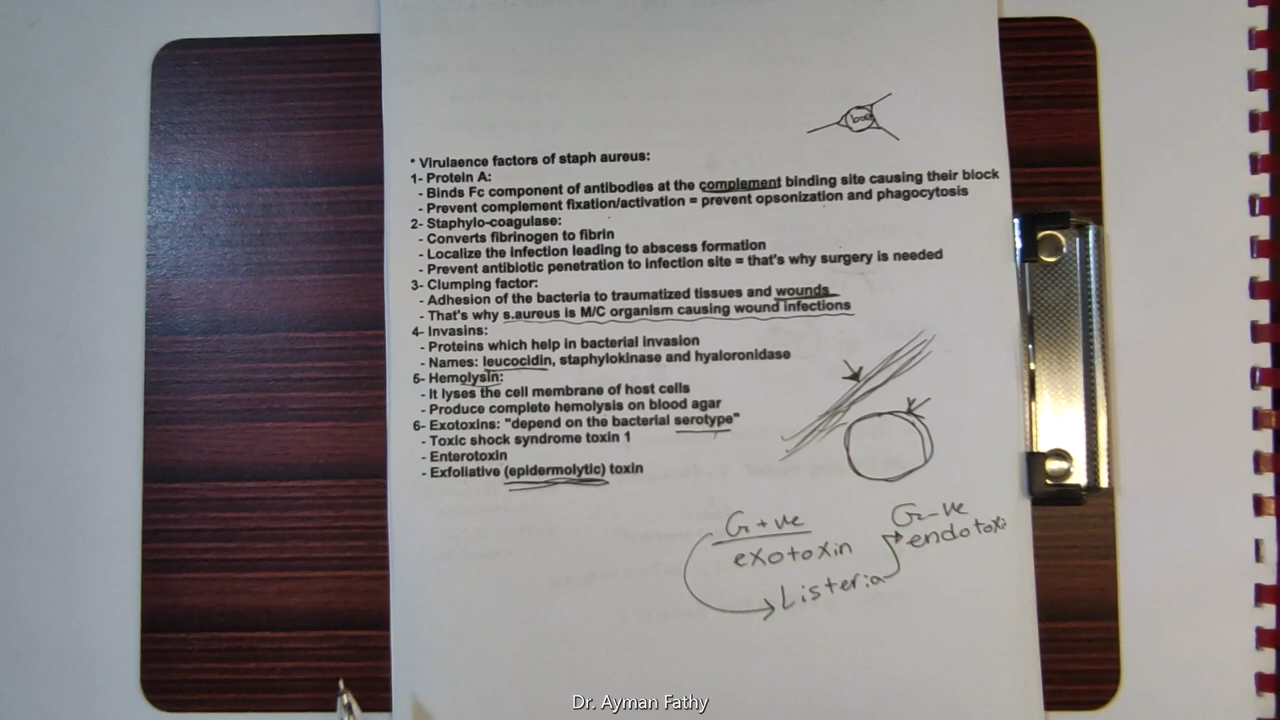 * Virulaence factors of staph aureus:
1- Protein A:
- Binds Fc component of antibodies at the complement binding site causing their block
- Prevent complement fixation/activation = prevent opsonization and phagocytosis
2- Staphylo-coagulase:
- Converts fibrinogen to fibrin
- Localize the infection leading to abscess formation
- Prevent antibiotic penetration to infection site = that's why surgery is needed
3- Clumping factor:
- Adhesion of the bacteria to traumatized tissues and wounds
- That's why s.aureus is M/C organism causing wound infections
4- Invasins:
- Proteins which help in bacterial invasion
- Names: leucocidin, staphylokinase and hyaloronidase
5- Hemolysin:
- It lyses the cell membrane of host cells
- Produce complete hemolysis on blood agar
6- Exotoxins: "depend on the bacterial serotype"
- Toxic shock syndrome toxin 1
- Enterotoxin
- Exfoliative (epidermolytic) toxin
Gr+ve
exotoxin
Gr-ve
endotoxi
Listeria
Dr. Ayman Fathy